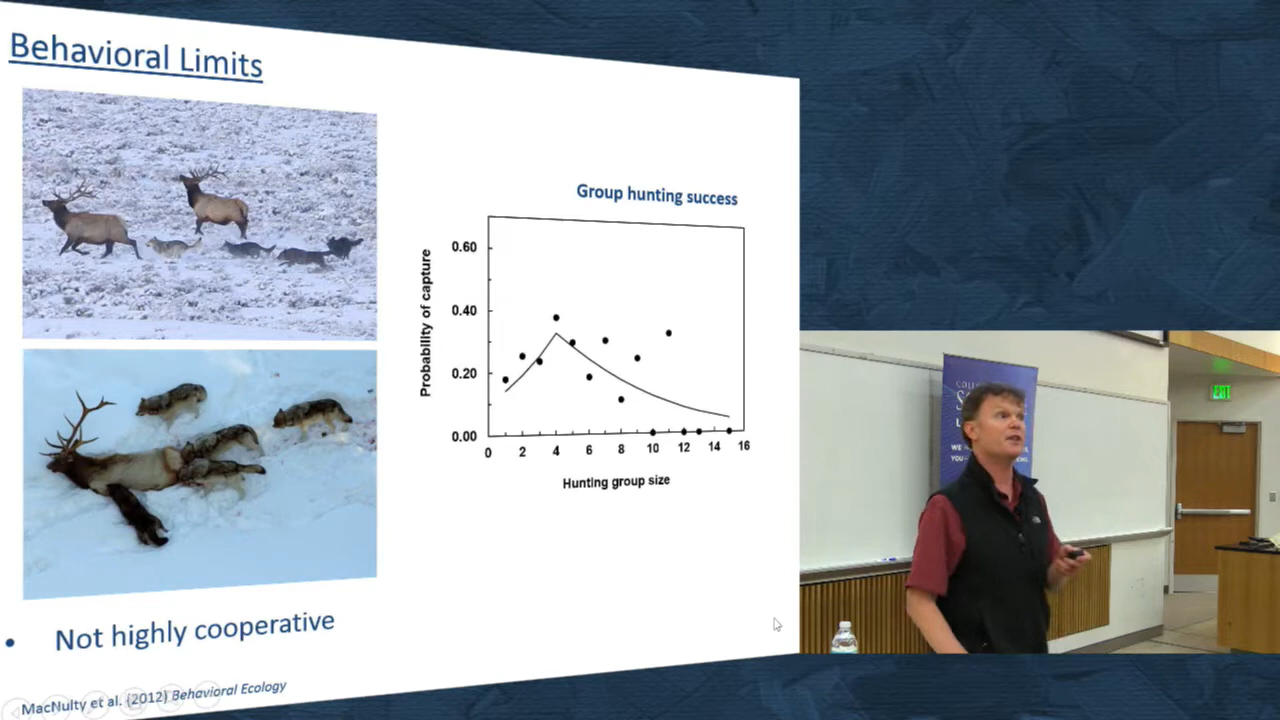 Behavioral Limits
Group hunting success
Probability of capture
0.60
0.40
0.20
0.00
0 2 4 6 8 10 12 14 16
Hunting group size
• Not highly cooperative
MacNulty et al. (2012) Behavioral Ecology
EXIT